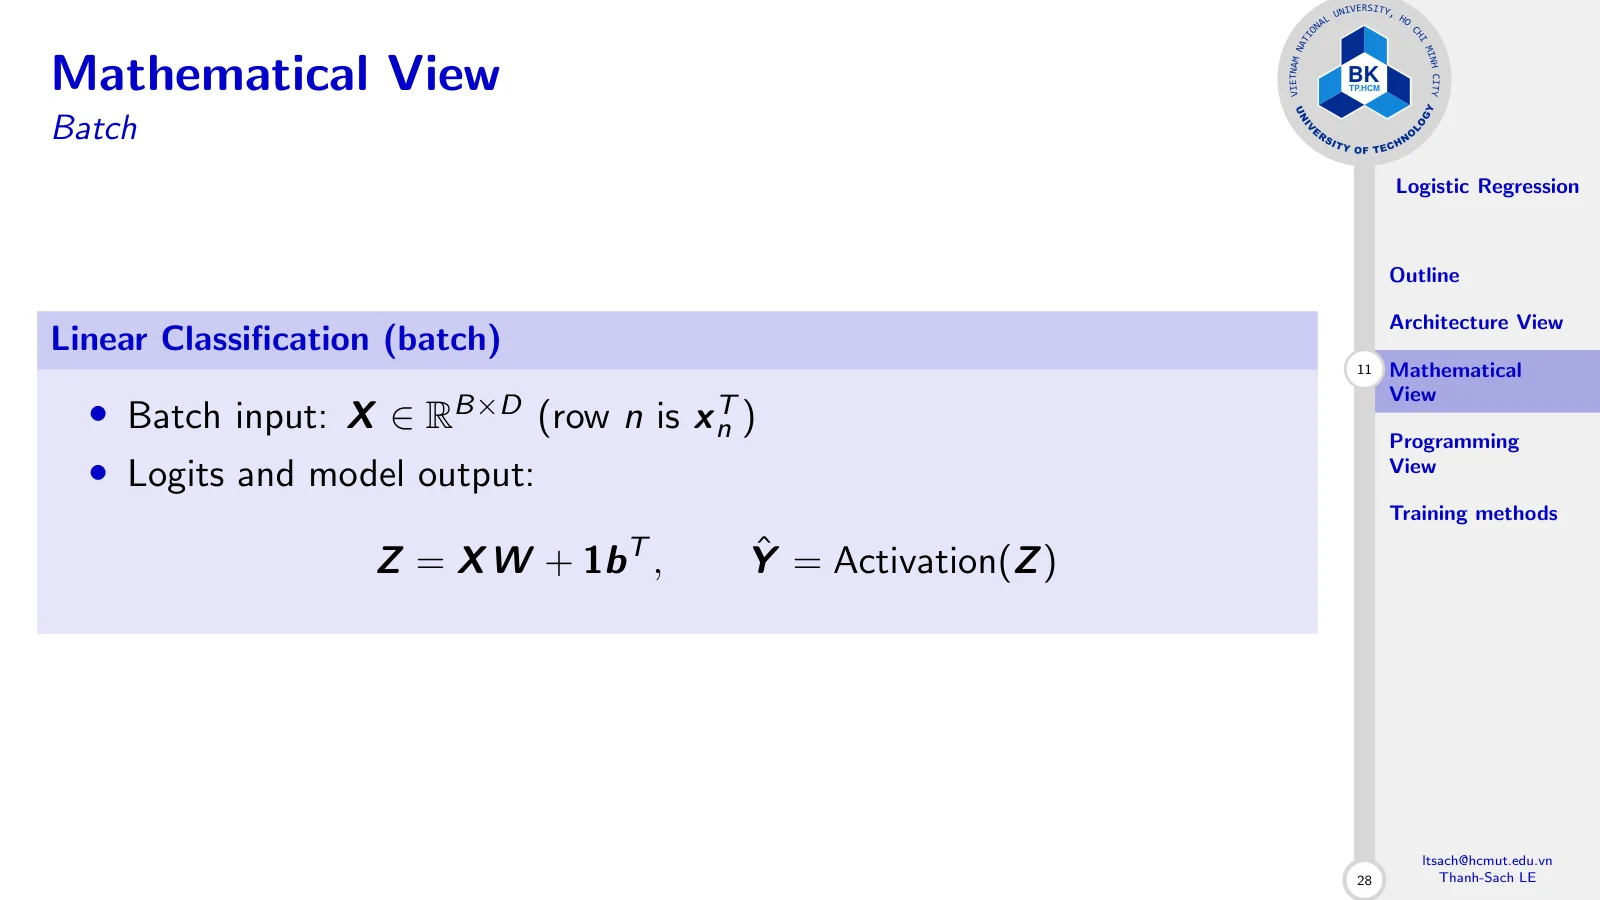 Mathematical View
Batch
Linear Classification (batch)
• Batch input: X ∈ ℝ^{B×D} (row n is x_n^T)
• Logits and model output:
Z = XW + 1b^T, Ŷ = Activation(Z)
VIETNAM NATIONAL UNIVERSITY, HO CHI MINH CITY
BK
TP.HCM
UNIVERSITY OF TECHNOLOGY
Logistic Regression
Outline
Architecture View
11
Mathematical
View
Programming
View
Training methods
ltsach@hcmut.edu.vn
Thanh-Sach LE
28